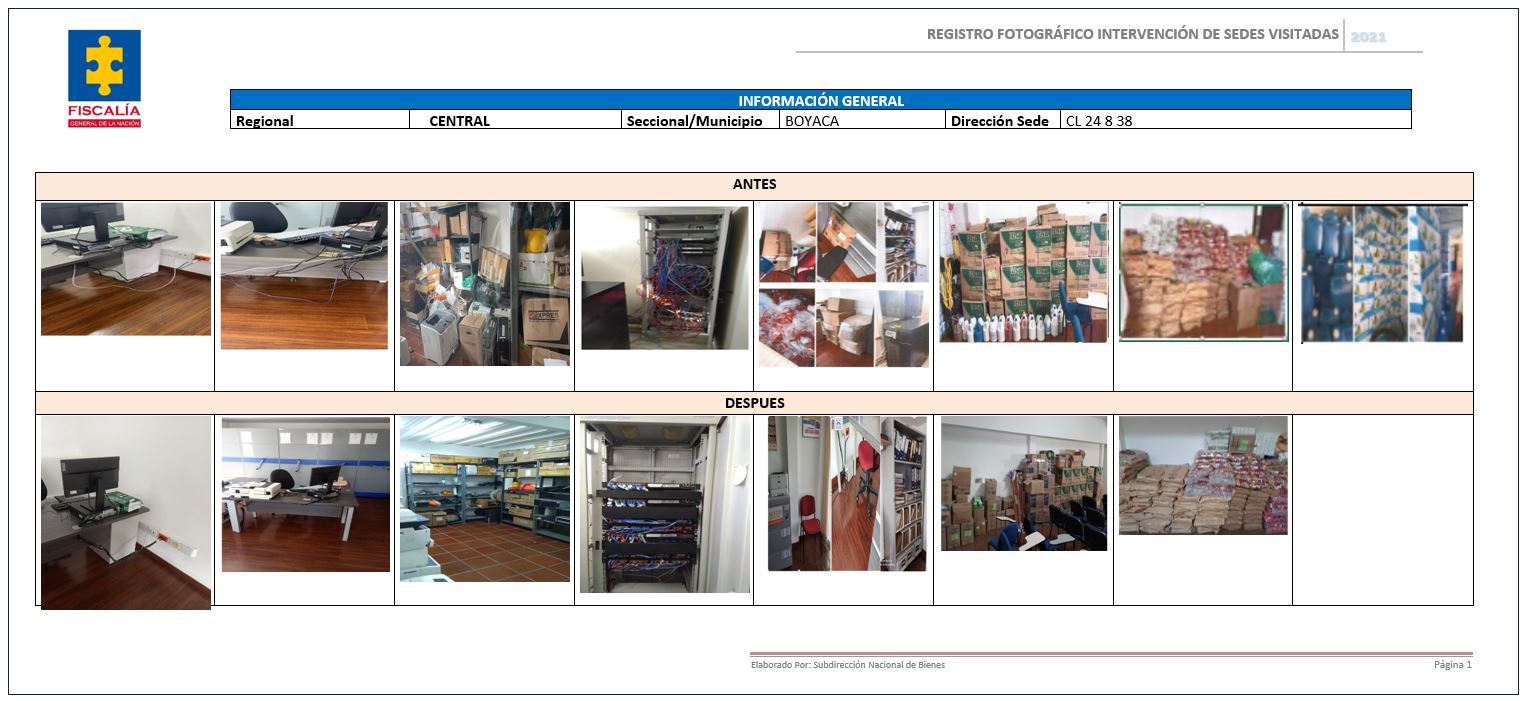 REGISTRO FOTOGRÁFICO INTERVENCIÓN DE SEDES VISITADAS 2021
FISCALÍA
GENERAL DE LA NACIÓN
INFORMACIÓN GENERAL
Regional CENTRAL Seccional/Municipio BOYACA Dirección Sede CL 24 8 38
ANTES
DESPUES
Elaborado Por: Subdirección Nacional de Bienes Página 1